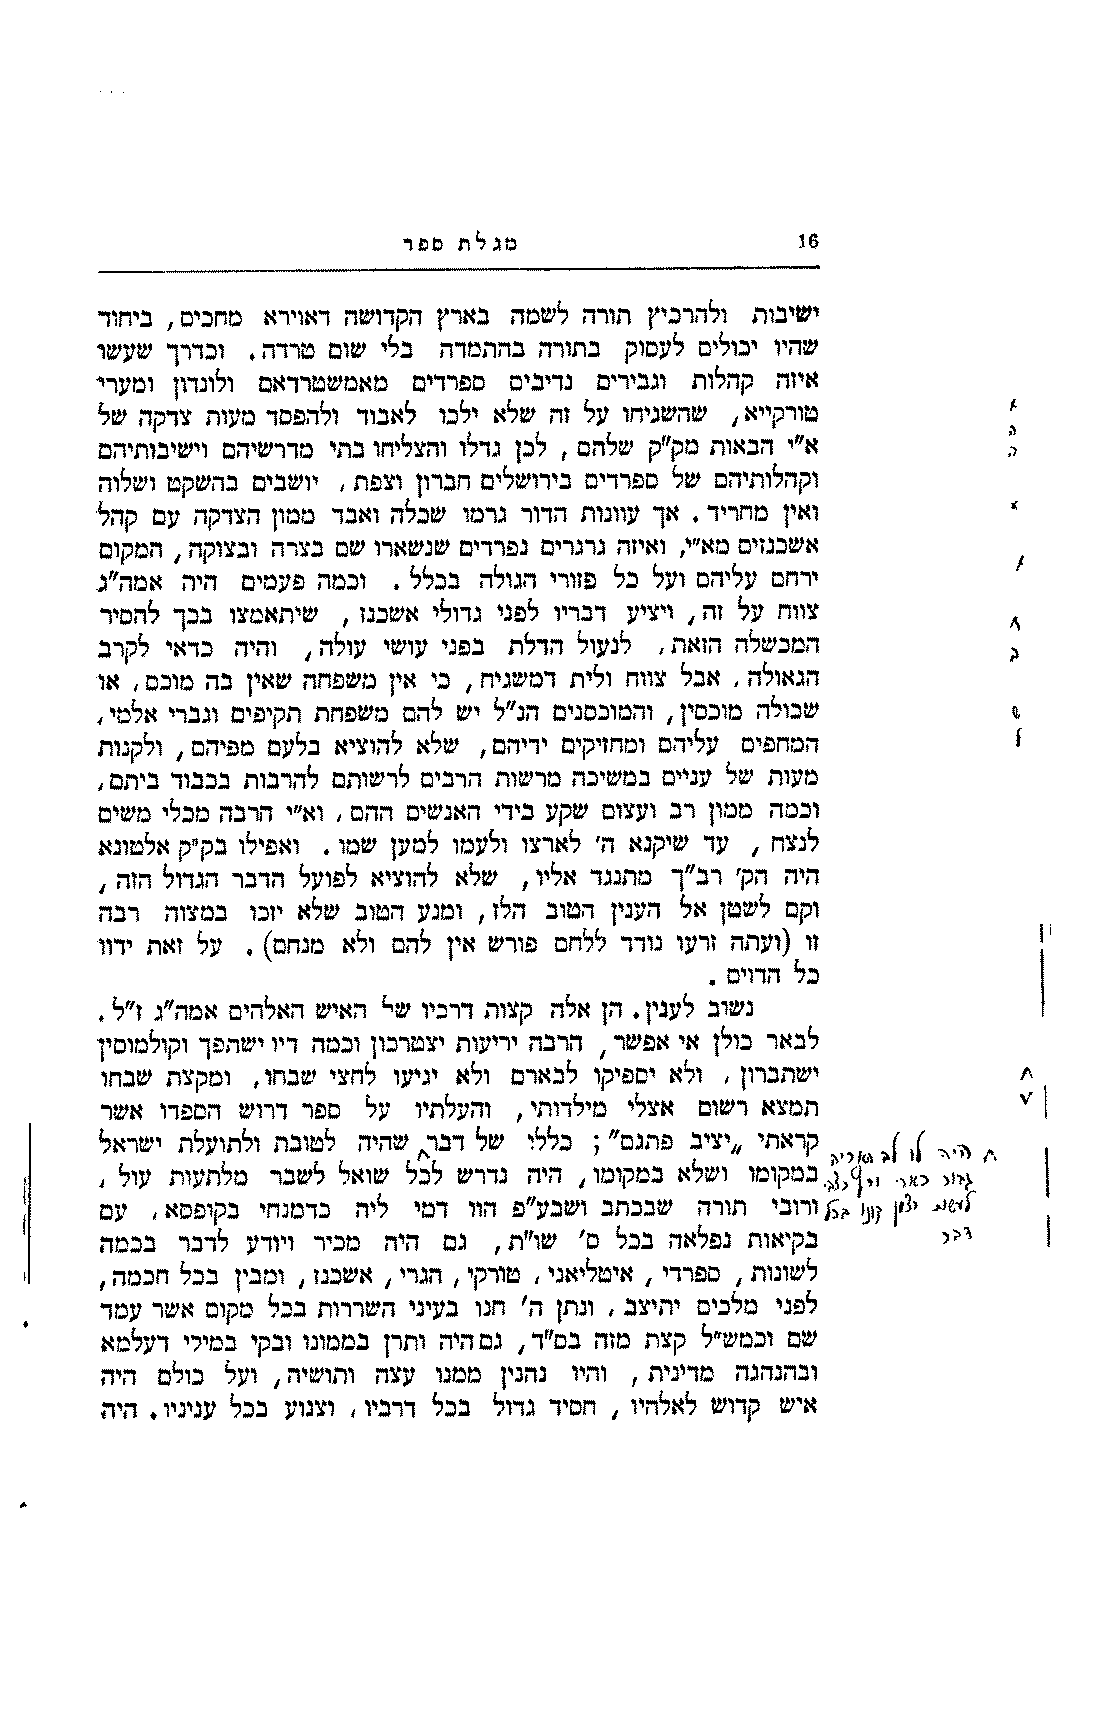 16 מגלת ספר
ישיבות ולהרכיץ תורה לשמה בארץ הקדושה דאוירא מחכים, ביחוד
שהיו יכולים לעסוק בתורה בהתמדה בלי שום טרדה. וכדרך שעשו
איזה קהלות וגבירים נדיבים ספרדים מאמשטרדאם ולונדון ומערי
טורקייא, שהשגיחו על זה שלא ילכו לאבוד ולהפסד מעות צדקה של
א"י הבאות מק"ק שלהם, לכן גדלו והצליחו בתי מדרשיהם וישיבותיהם
וקהלותיהם של ספרדים בירושלים חברון וצפת, יושבים בהשקט ושלוה
ואין מחריד. אך עוונות הדור גרמו שכלה ואבד ממון הצדקה עם קהל
אשכנזים מא"י, ואיזה גרגרים נפרדים שנשארו שם בצרה ובצוקה, המקום
ירחם עליהם ועל כל פזורי הגולה בכלל. וכמה פעמים היה אמה"ג
צווח על זה, ויציע דבריו לפני גדולי אשכנז, שיתאמצו בכך להסיר
המכשלה הזאת, לנעול הדלת בפני עושי עולה, והיה כדאי לקרב
הגאולה. אבל צווח ולית דמשגיח, כי אין משפחה שאין בה מוכס, או
שכולה מוכסין, והמוכסנים הנ"ל יש להם משפחת תקיפים וגברי אלמי,
המחפים עליהם ומחזיקים ידיהם, שלא להוציא בלעם מפיהם, ולקנות
מעות של עניים במשיכה מרשות הרבים לרשותם להרבות בכבוד ביתם,
וכמה ממון רב ועצום שקע בידי האנשים ההם, וא"י הרבה מכלי משים
לנצח, עד שיקנא ה' לארצו ולעמו למען שמו. ואפילו בק"ק אלטונא
היה הק' רב"ך מתנגד אליו, שלא להוציא לפועל הדבר הגדול הזה,
וקם לשטן אל הענין הטוב הלז, ומנע הטוב שלא יזכו במצוה רבה
זו (ועתה זרעו נודד ללחם פורש אין להם ולא מנחם). על זאת ידוו
כל הדוים.
נשוב לענין. הן אלה קצות דרכיו של האיש האלהים אמה"ג ז"ל.
לבאר כולן אי אפשר, הרבה יריעות יצטרכון וכמה דיו ישתפך וקולמוסין
ישתברון, ולא יספיקו לבארם ולא יגיעו לחצי שבחו, ומקצת שבחו
תמצא רשום אצלי מילדותי, והעלתיו על ספר דרוש הספדו אשר
קראתי „יציב פתגם"; כללי של דבר שהיה לטובת ולתועלת ישראל
במקומו ושלא במקומו, היה נדרש לכל שואל לשבר מלתעות עול,
ורובי תורה שבכתב ושבע"פ הוו דמי ליה כדמנחי בקופסא, עם
בקיאות נפלאה בכל ס' שו"ת, גם היה מכיר ויודע לדבר בכמה
לשונות, ספרדי, איטליאני, טורקי, הגרי, אשכנז, ומבין בכל חכמה,
לפני מלכים יהיצב, ונתן ה' חנו בעיני השררות בכל מקום אשר עמד
שם וכמש"ל קצת מזה בס"ד, גם היה ותרן בממונו ובקי במילי דעלמא
ובהנהגה מדינית, והיו נהנין ממנו עצה ותושיה, ועל כולם היה
איש קדוש לאלהיו, חסיד גדול בכל דרכיו, וצנוע בכל עניניו. היה
היה לו לב האריה
דבר